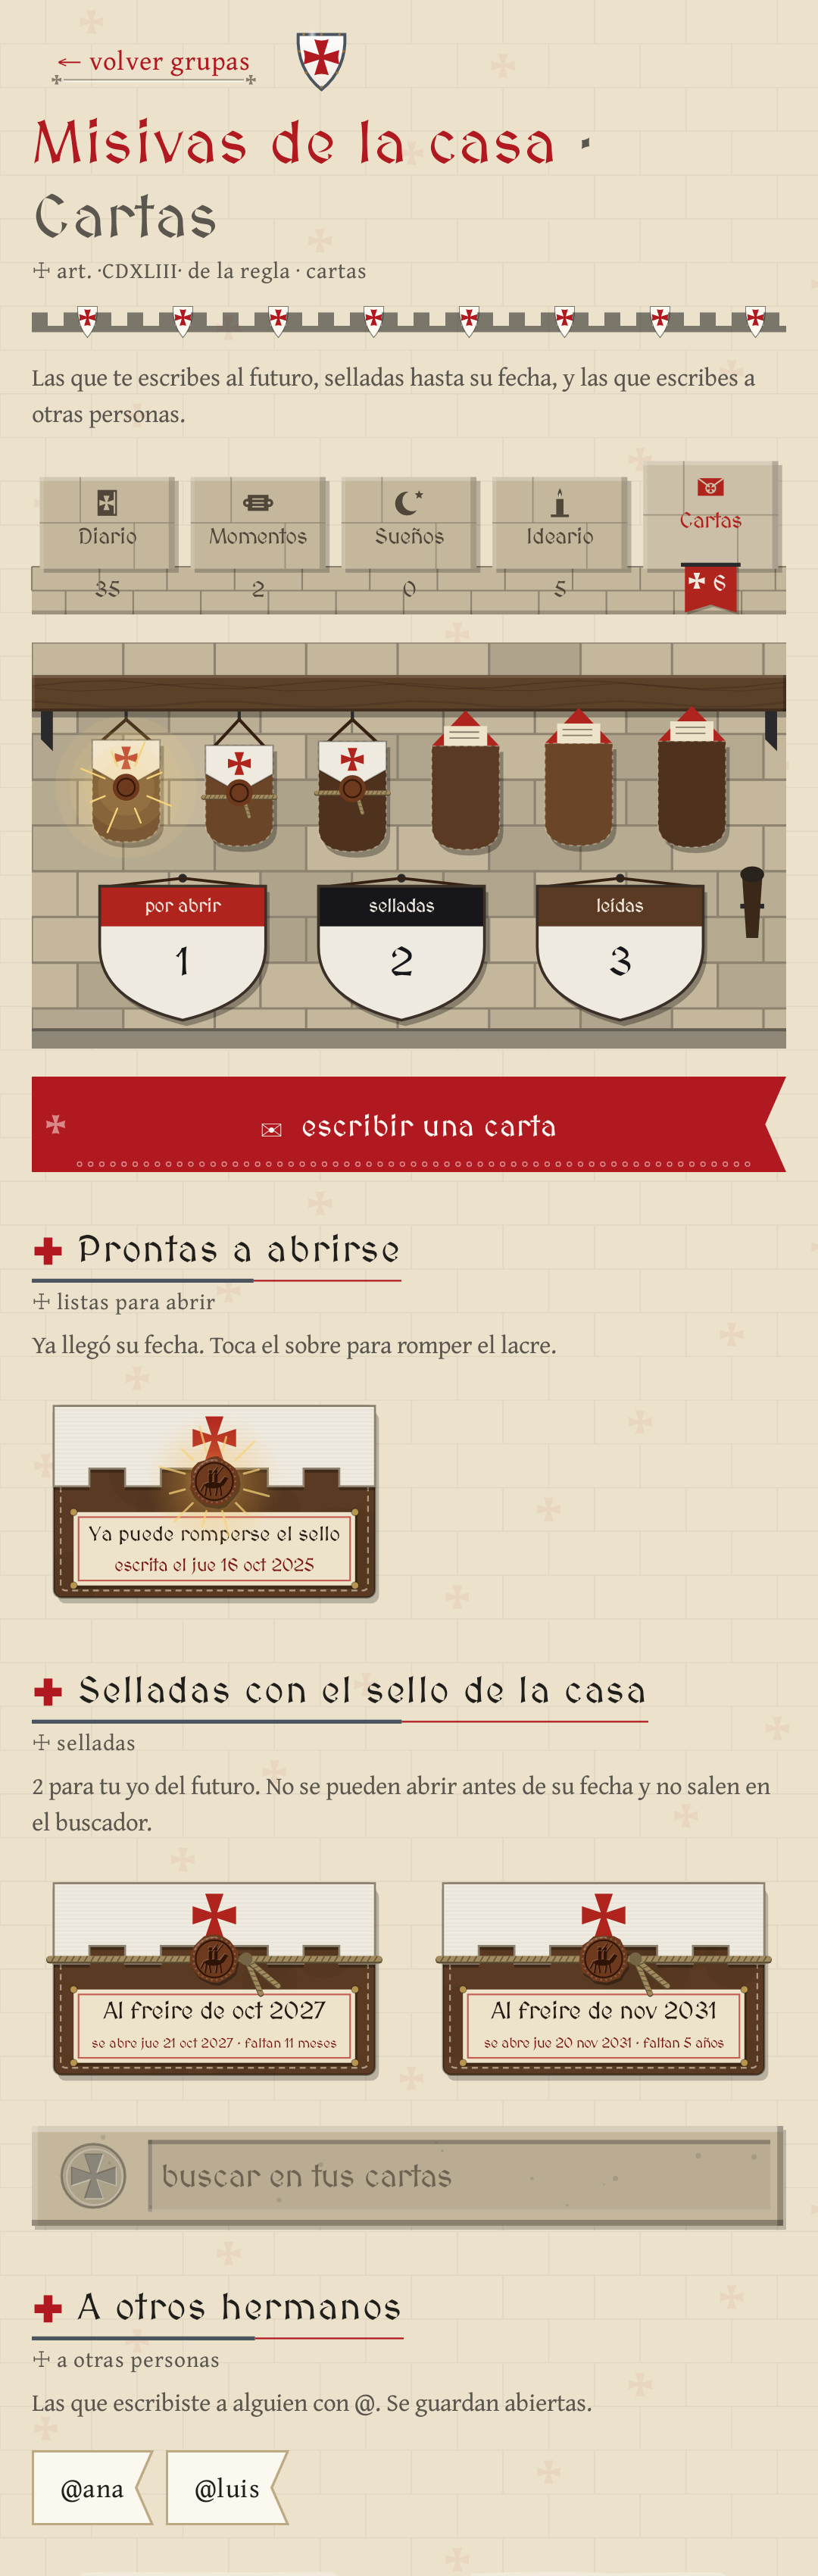 ← volver grupas
Misivas de la casa ·
Cartas
☩ art. ·CDXLIII· de la regla · cartas
Las que te escribes al futuro, selladas hasta su fecha, y las que escribes a
otras personas.
Diario
Momentos
Sueños
Ideario
Cartas
35
2
0
5
6
por abrir
selladas
leídas
1
2
3
✉ escribir una carta
Prontas a abrirse
☩ listas para abrir
Ya llegó su fecha. Toca el sobre para romper el lacre.
Ya puede romperse el sello
escrita el jue 16 oct 2025
Selladas con el sello de la casa
☩ selladas
2 para tu yo del futuro. No se pueden abrir antes de su fecha y no salen en
el buscador.
Al freire de oct 2027
se abre jue 21 oct 2027 · faltan 11 meses
Al freire de nov 2031
se abre jue 20 nov 2031 · faltan 5 años
buscar en tus cartas
A otros hermanos
☩ a otras personas
Las que escribiste a alguien con @. Se guardan abiertas.
@ana
@luis